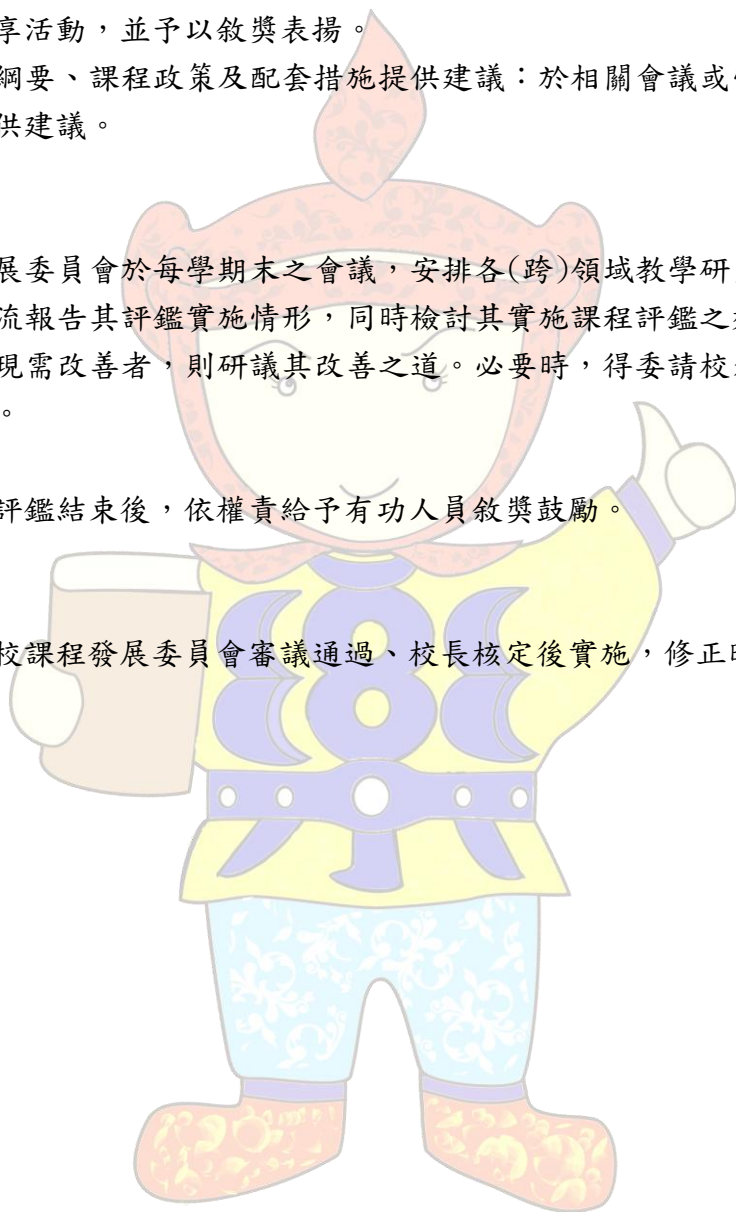 享活動，並予以敘獎表揚。
綱要、課程政策及配套措施提供建議：於相關會議或
供建議。
展委員會於每學期末之會議，安排各(跨)領域教學研
流報告其評鑑實施情形，同時檢討其實施課程評鑑之
現需改善者，則研議其改善之道。必要時，得委請校
。
評鑑結束後，依權責給予有功人員敘獎鼓勵。
校課程發展委員會審議通過、校長核定後實施，修正